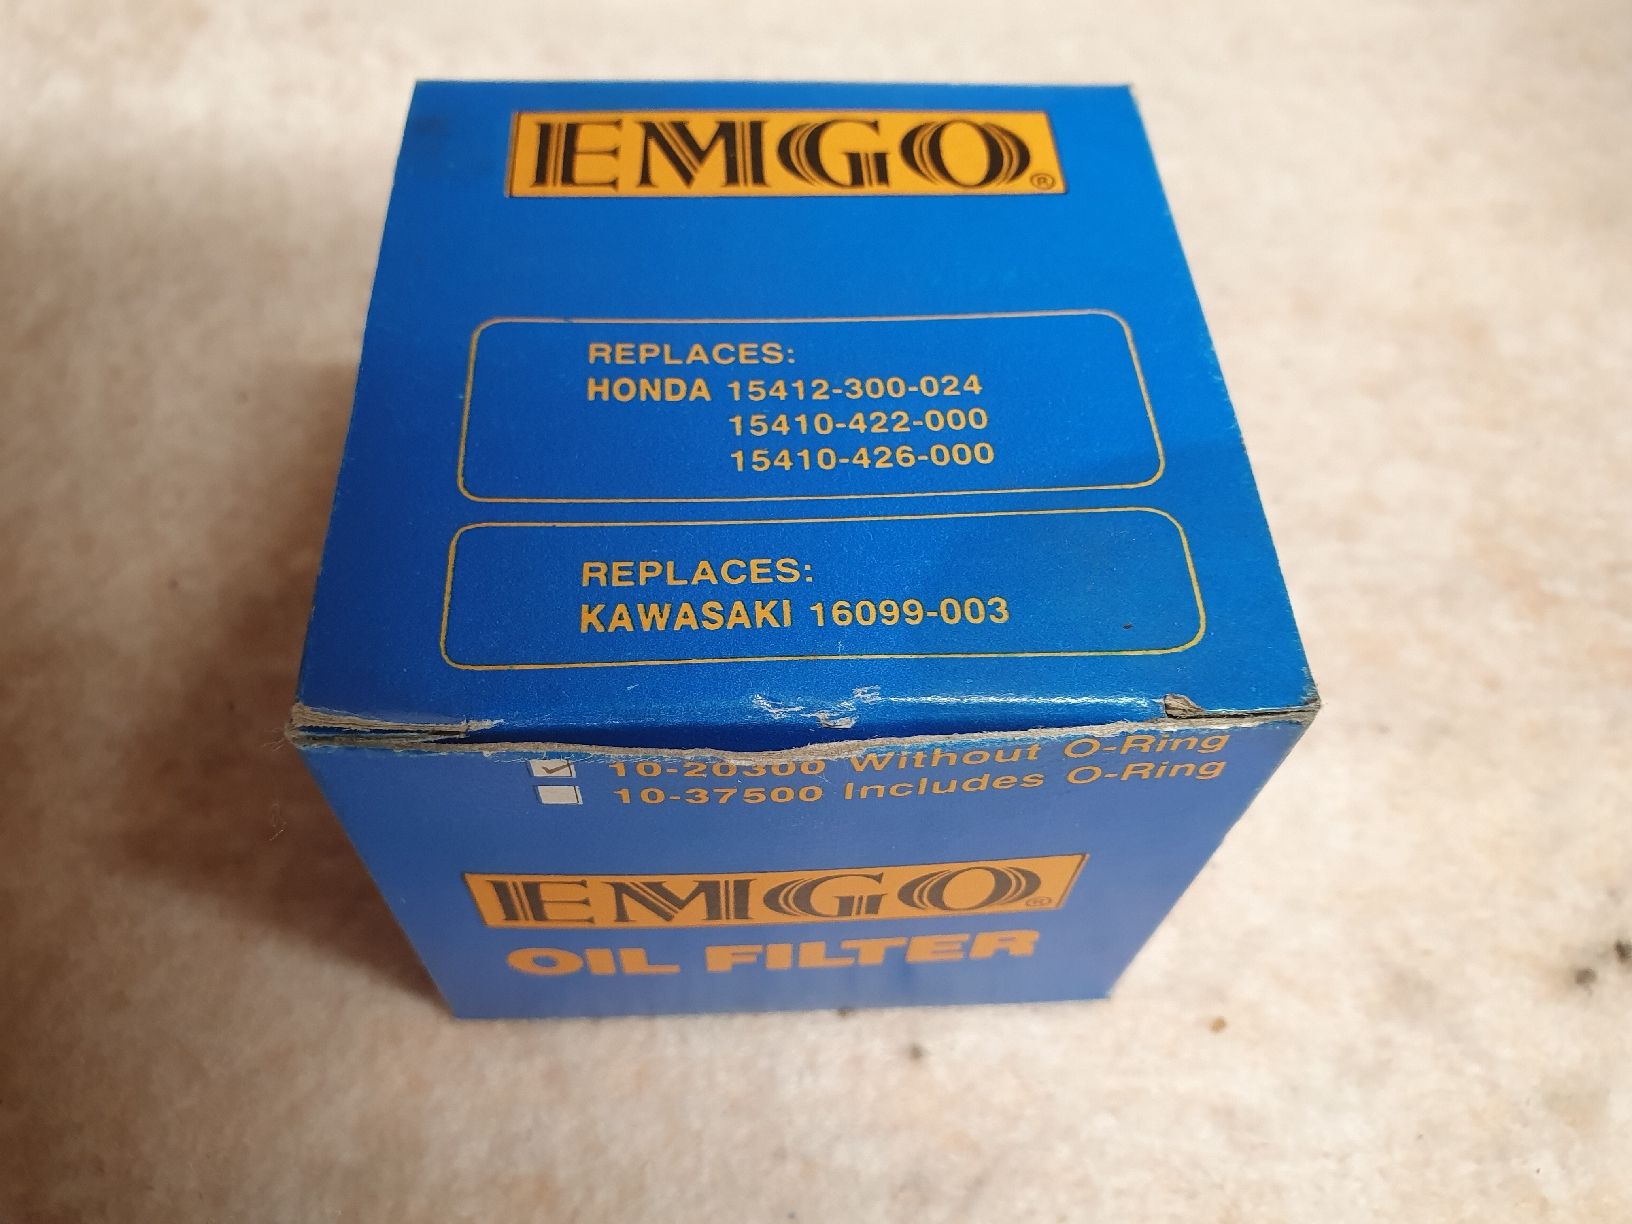 EMGO®
REPLACES:
HONDA 15412-300-024
15410-422-000
15410-426-000
REPLACES:
KAWASAKI 16099-003
10-20300 Without O-Ring
10-37500 Includes O-Ring
EMGO®
OIL FILTER